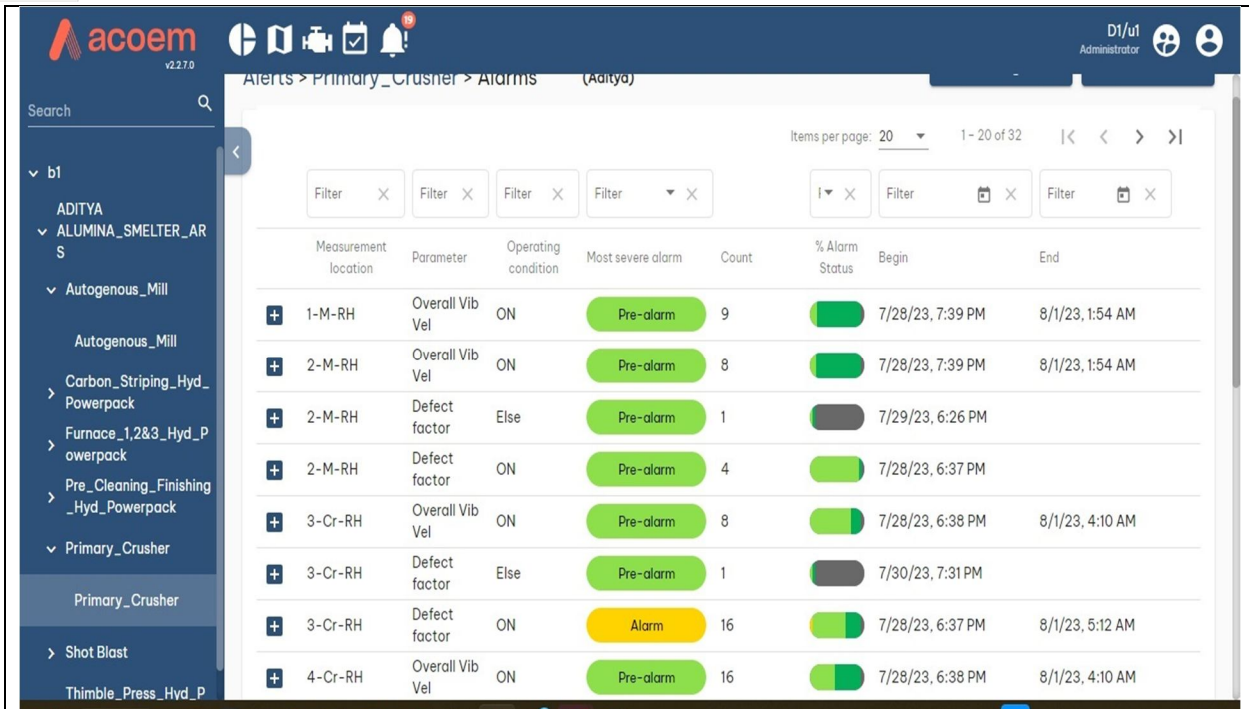 acoem
v2.2.7.0
19
D1/u1
Administrator
Alerts > Primary_Crusher > Alarms (Aditya)
Search
Items per page: 20 1 - 20 of 32
b1
ADITYA
ALUMINA_SMELTER_AR
S
Autogenous_Mill
Autogenous_Mill
Carbon_Striping_Hyd_
Powerpack
Furnace_1,2&3_Hyd_P
owerpack
Pre_Cleaning_Finishing
_Hyd_Powerpack
Primary_Crusher
Primary_Crusher
Shot Blast
Thimble_Press_Hyd_P
Filter Filter Filter Filter Filter Filter
Measurement location Parameter Operating condition Most severe alarm Count % Alarm Status Begin End
1-M-RH Overall Vib Vel ON Pre-alarm 9 7/28/23, 7:39 PM 8/1/23, 1:54 AM
2-M-RH Overall Vib Vel ON Pre-alarm 8 7/28/23, 7:39 PM 8/1/23, 1:54 AM
2-M-RH Defect factor Else Pre-alarm 1 7/29/23, 6:26 PM
2-M-RH Defect factor ON Pre-alarm 4 7/28/23, 6:37 PM
3-Cr-RH Overall Vib Vel ON Pre-alarm 8 7/28/23, 6:38 PM 8/1/23, 4:10 AM
3-Cr-RH Defect factor Else Pre-alarm 1 7/30/23, 7:31 PM
3-Cr-RH Defect factor ON Alarm 16 7/28/23, 6:37 PM 8/1/23, 5:12 AM
4-Cr-RH Overall Vib Vel ON Pre-alarm 16 7/28/23, 6:38 PM 8/1/23, 4:10 AM